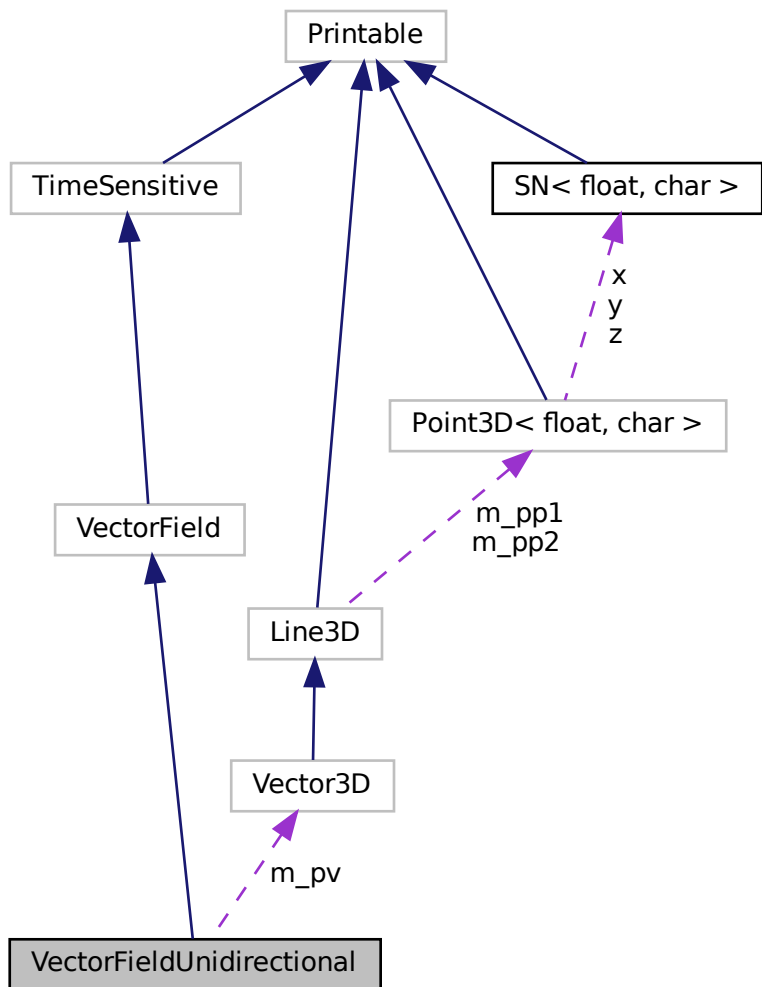 Printable
TimeSensitive
SN< float, char >
x
y
z
Point3D< float, char >
VectorField
m_pp1
m_pp2
Line3D
Vector3D
m_pv
VectorFieldUnidirectional